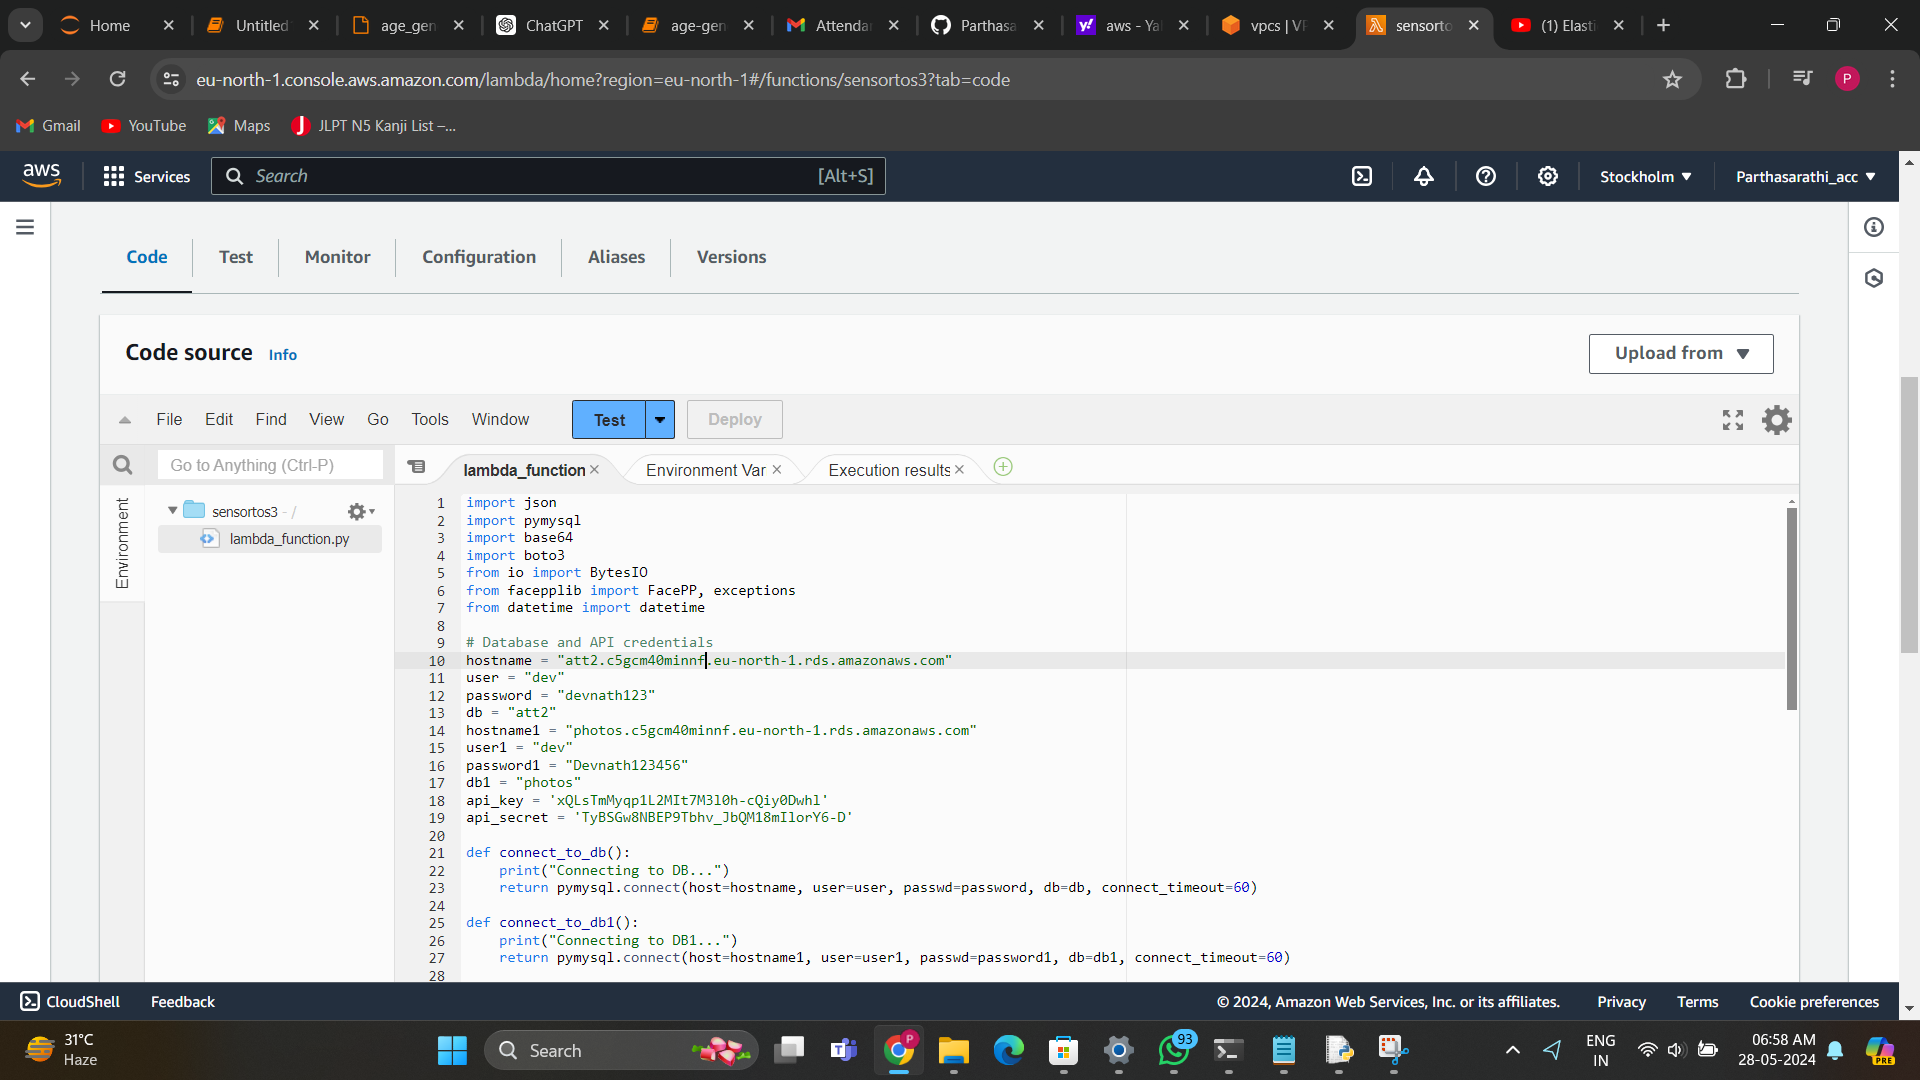 Home
Untitled
age_gen
ChatGPT
age-gen
Attenda
Parthasa
aws - Ya
vpcs | VP
sensorto
(1) Elasti
eu-north-1.console.aws.amazon.com/lambda/home?region=eu-north-1#/functions/sensortos3?tab=code
P
Gmail
YouTube
Maps
JLPT N5 Kanji List –...
aws
Services
Search
[Alt+S]
Stockholm
Parthasarathi_acc
Code
Test
Monitor
Configuration
Aliases
Versions
Code source
Info
Upload from
File
Edit
Find
View
Go
Tools
Window
Test
Deploy
Go to Anything (Ctrl-P)
lambda_function
Environment Var
Execution results
Environment
sensortos3 - /
lambda_function.py
1 import json
2 import pymysql
3 import base64
4 import boto3
5 from io import BytesIO
6 from facepplib import FacePP, exceptions
7 from datetime import datetime
8
9 # Database and API credentials
10 hostname = "att2.c5gcm40minnf.eu-north-1.rds.amazonaws.com"
11 user = "dev"
12 password = "devnath123"
13 db = "att2"
14 hostname1 = "photos.c5gcm40minnf.eu-north-1.rds.amazonaws.com"
15 user1 = "dev"
16 password1 = "Devnath123456"
17 db1 = "photos"
18 api_key = 'xQLsTmMyqp1L2MIt7M3l0h-cQiy0Dwhl'
19 api_secret = 'TyBSGw8NBEP9Tbhv_JbQM18mIlorY6-D'
20
21 def connect_to_db():
22 print("Connecting to DB...")
23 return pymysql.connect(host=hostname, user=user, passwd=password, db=db, connect_timeout=60)
24
25 def connect_to_db1():
26 print("Connecting to DB1...")
27 return pymysql.connect(host=hostname1, user=user1, passwd=password1, db=db1, connect_timeout=60)
28
CloudShell
Feedback
© 2024, Amazon Web Services, Inc. or its affiliates.
Privacy
Terms
Cookie preferences
31°C
Haze
Search
P
93
ENG
IN
06:58 AM
28-05-2024
PRE